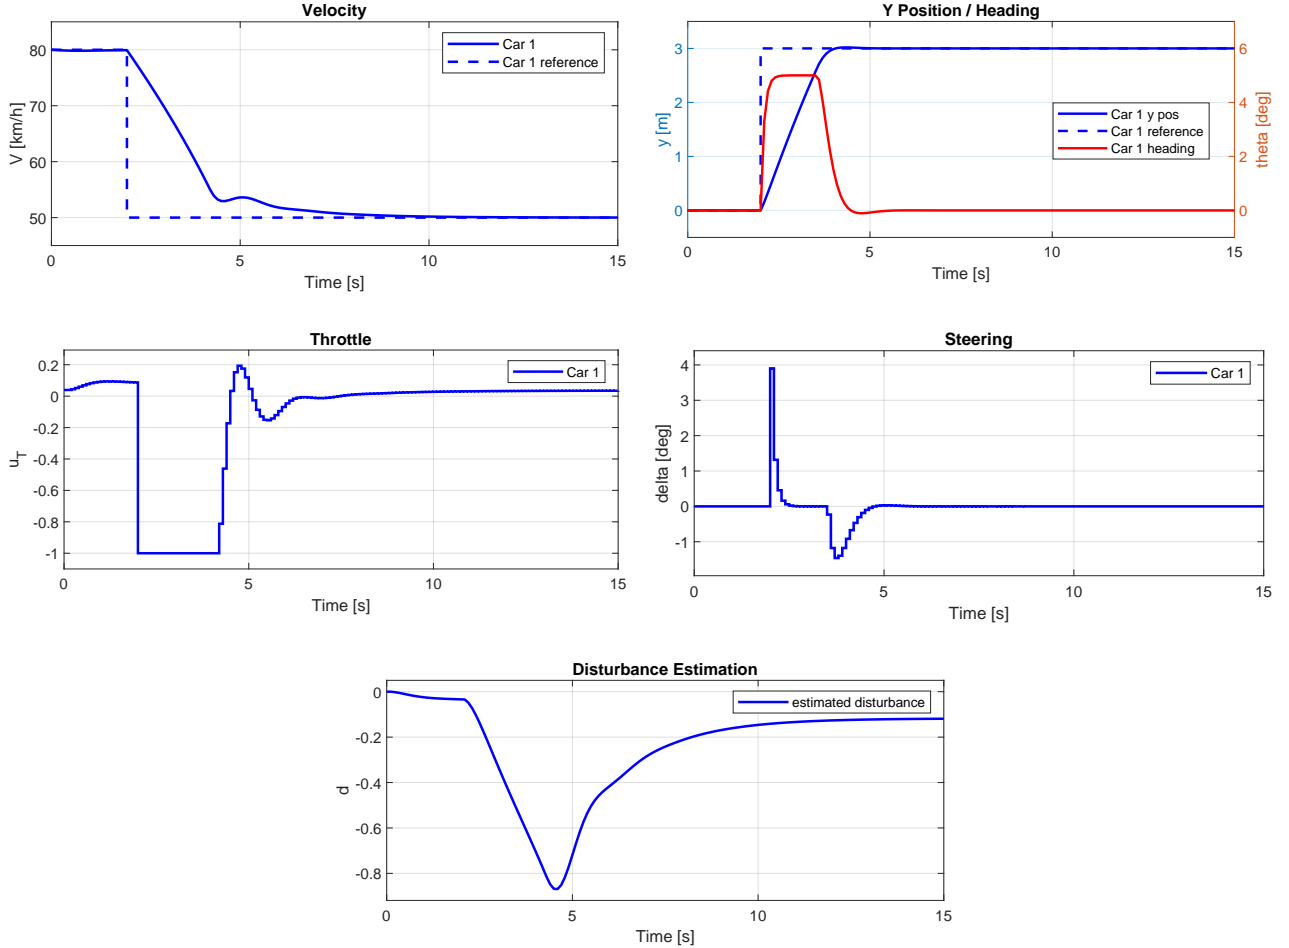 Velocity
80
70
60
50
V [km/h]
Car 1
Car 1 reference
0
5
10
15
Time [s]
Y Position / Heading
3
2
1
0
y [m]
6
4
2
0
theta [deg]
Car 1 y pos
Car 1 reference
Car 1 heading
0
5
10
15
Time [s]
Throttle
0.2
0
-0.2
-0.4
-0.6
-0.8
-1
u_T
Car 1
0
5
10
15
Time [s]
Steering
4
3
2
1
0
-1
delta [deg]
Car 1
0
5
10
15
Time [s]
Disturbance Estimation
0
-0.2
-0.4
-0.6
-0.8
d
estimated disturbance
0
5
10
15
Time [s]